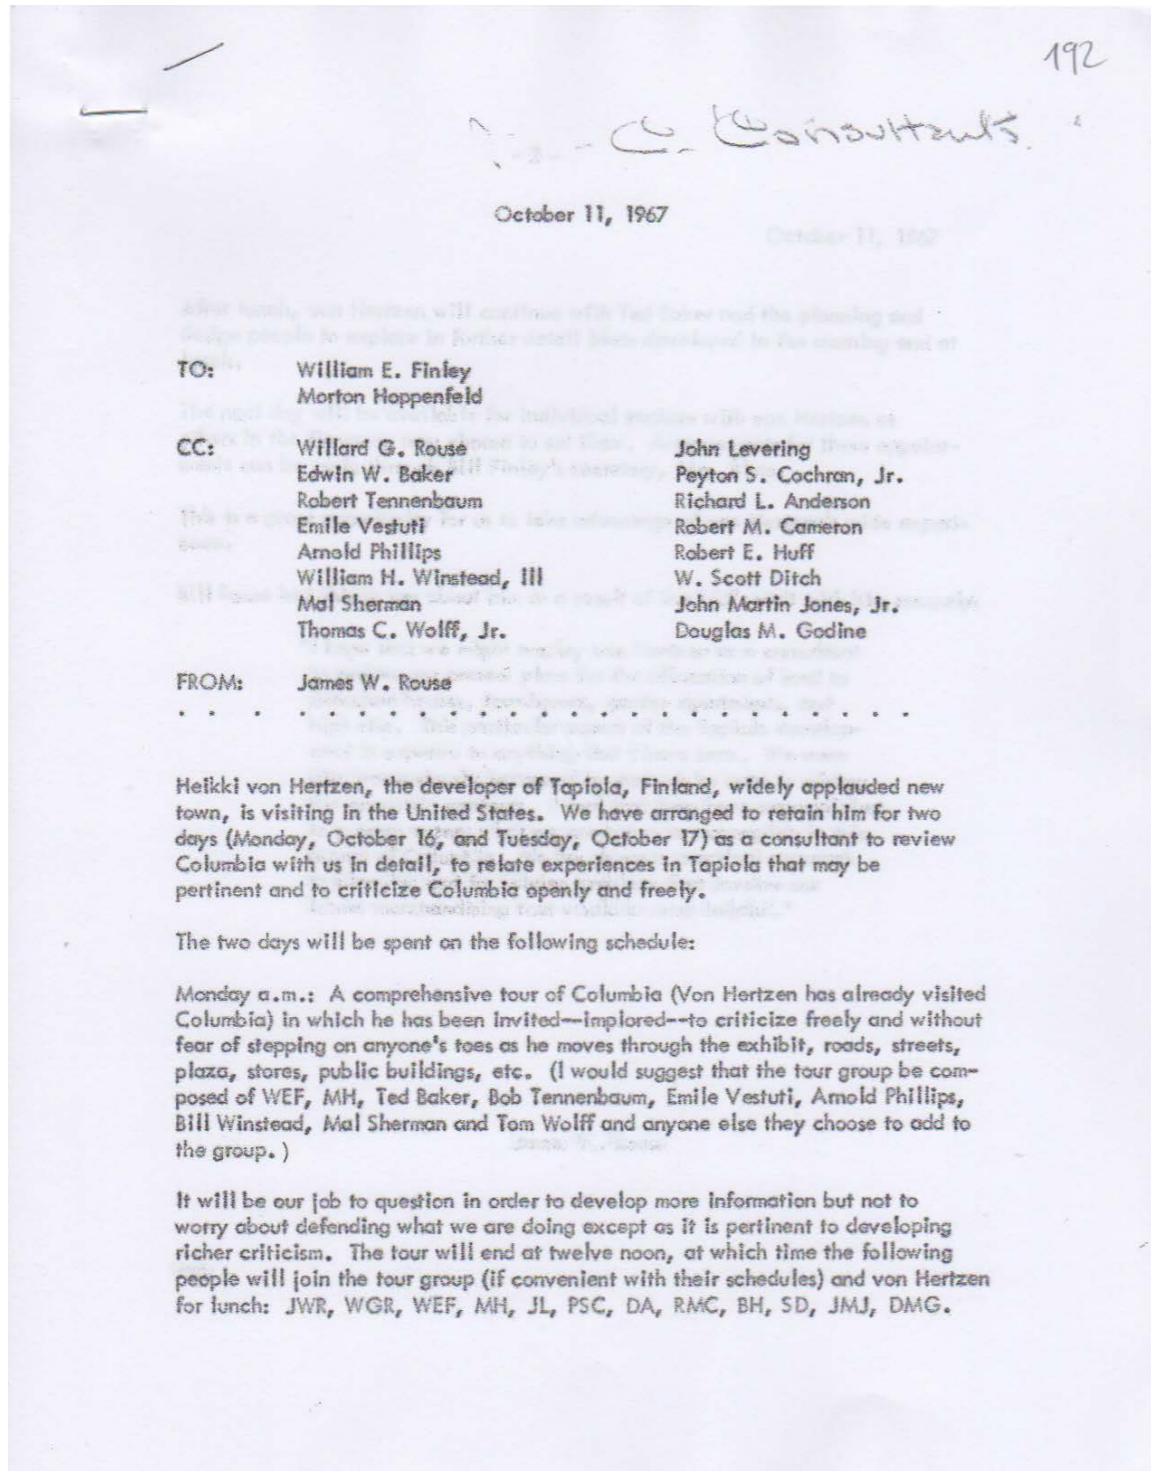 192
C. Consultants
October 11, 1967
TO: William E. Finley
Morton Hoppenfeld
CC: Willard G. Rouse John Levering
Edwin W. Baker Peyton S. Cochran, Jr.
Robert Tennenbaum Richard L. Anderson
Emile Vestuti Robert M. Cameron
Arnold Phillips Robert E. Huff
William H. Winstead, III W. Scott Ditch
Mal Sherman John Martin Jones, Jr.
Thomas C. Wolff, Jr. Douglas M. Godine
FROM: James W. Rouse
. . . . . . . . . . . . . . . . . . . . . . . .
Heikki von Hertzen, the developer of Tapiola, Finland, widely applauded new
town, is visiting in the United States. We have arranged to retain him for two
days (Monday, October 16, and Tuesday, October 17) as a consultant to review
Columbia with us in detail, to relate experiences in Tapiola that may be
pertinent and to criticize Columbia openly and freely.
The two days will be spent on the following schedule:
Monday a.m.: A comprehensive tour of Columbia (Von Hertzen has already visited
Columbia) in which he has been invited--implored--to criticize freely and without
fear of stepping on anyone's toes as he moves through the exhibit, roads, streets,
plaza, stores, public buildings, etc. (I would suggest that the tour group be com-
posed of WEF, MH, Ted Baker, Bob Tennenbaum, Emile Vestuti, Arnold Phillips,
Bill Winstead, Mal Sherman and Tom Wolff and anyone else they choose to add to
the group.)
It will be our job to question in order to develop more information but not to
worry about defending what we are doing except as it is pertinent to developing
richer criticism. The tour will end at twelve noon, at which time the following
people will join the tour group (if convenient with their schedules) and von Hertzen
for lunch: JWR, WGR, WEF, MH, JL, PSC, DA, RMC, BH, SD, JMJ, DMG.